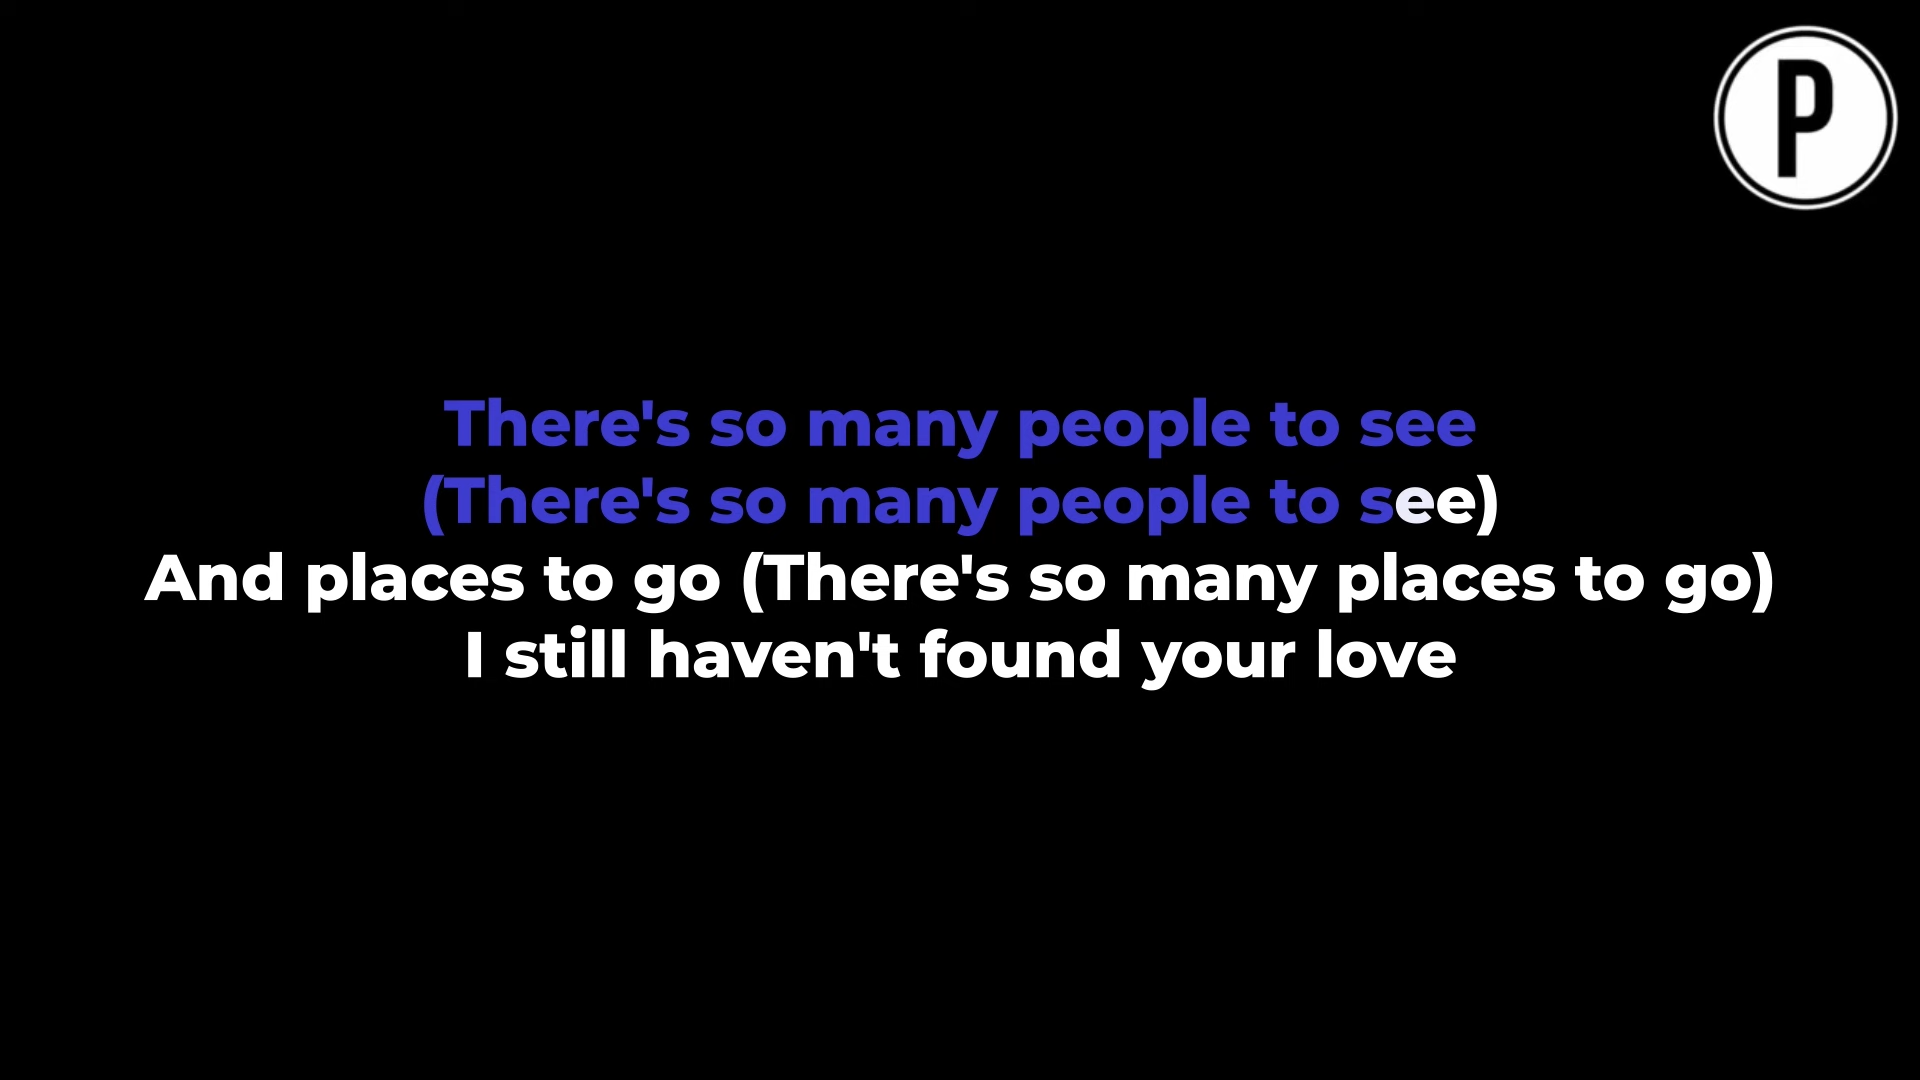 P
There's so many people to see
(There's so many people to see)
And places to go (There's so many places to go)
I still haven't found your love